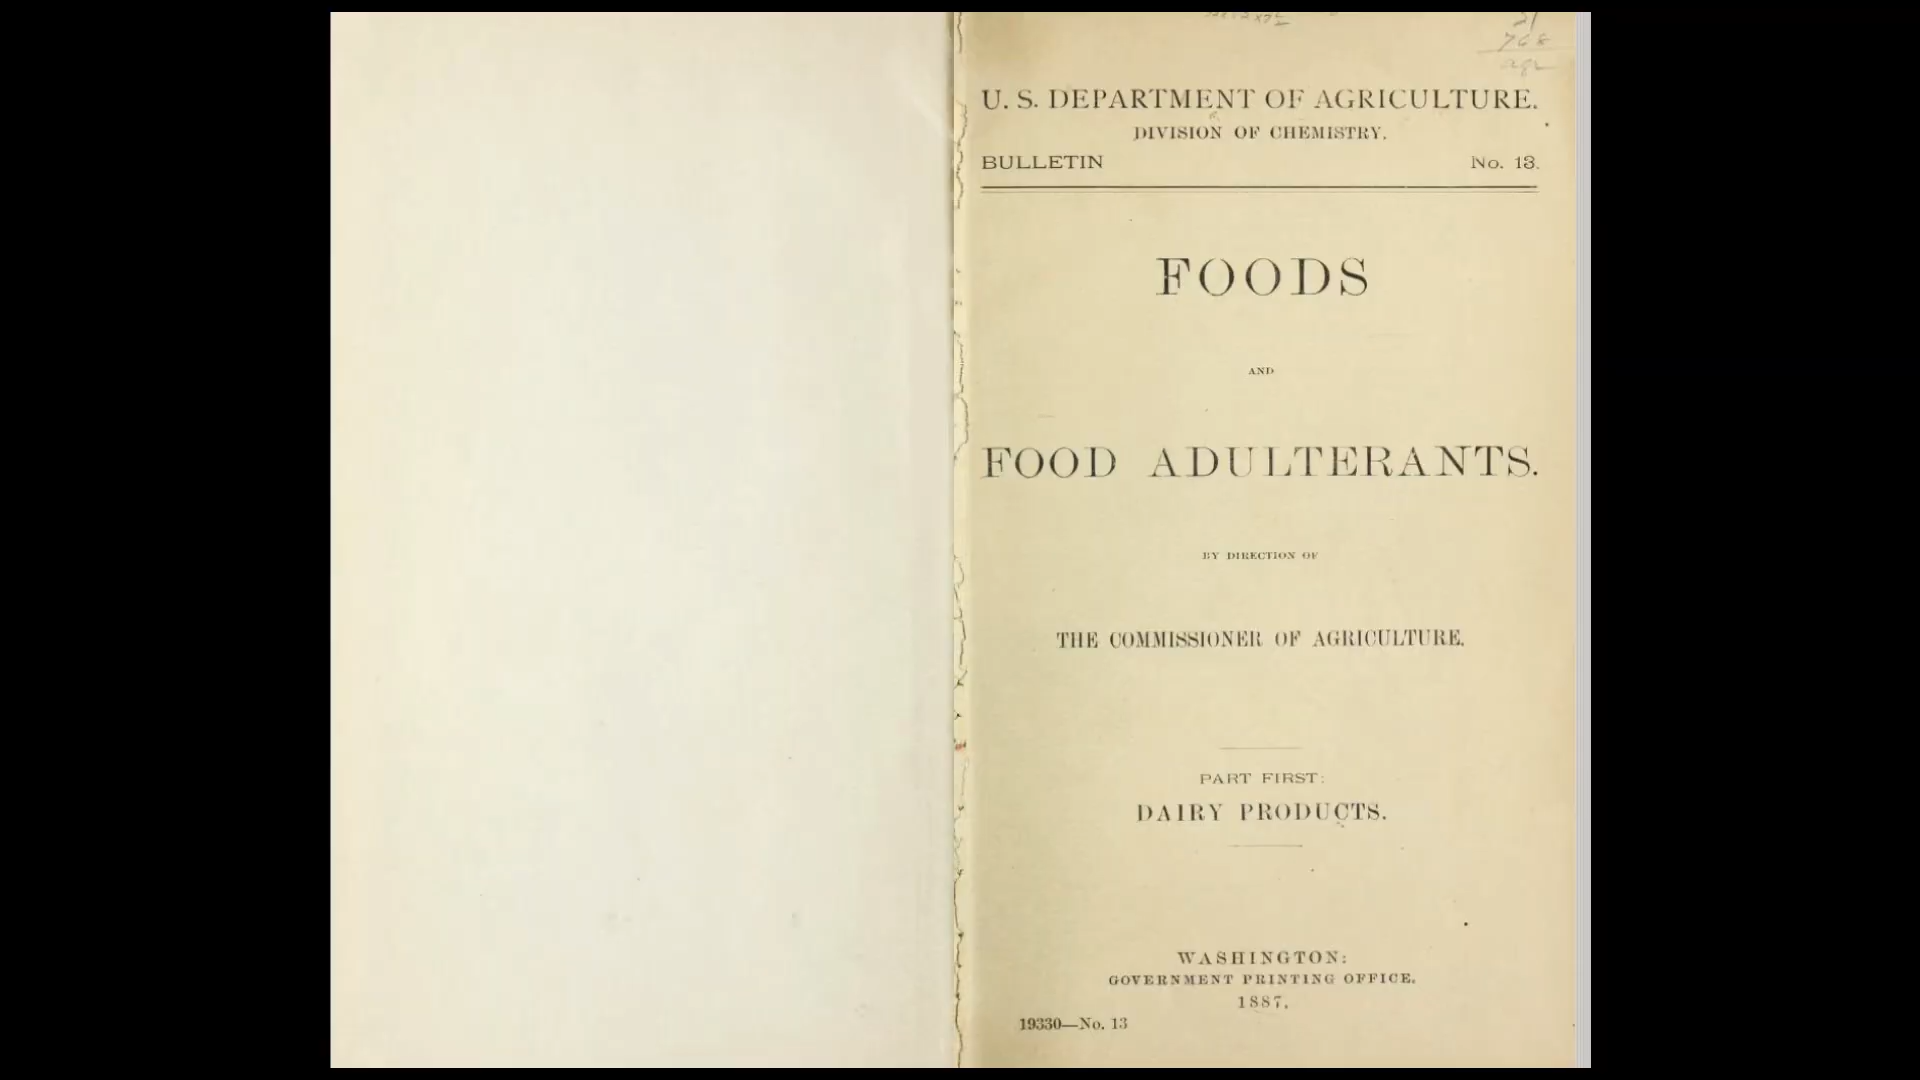 768
U. S. DEPARTMENT OF AGRICULTURE.
DIVISION OF CHEMISTRY.
BULLETIN No. 13.
FOODS
AND
FOOD ADULTERANTS.
BY DIRECTION OF
THE COMMISSIONER OF AGRICULTURE.
PART FIRST:
DAIRY PRODUCTS.
WASHINGTON:
GOVERNMENT PRINTING OFFICE.
1887.
19330—No. 13